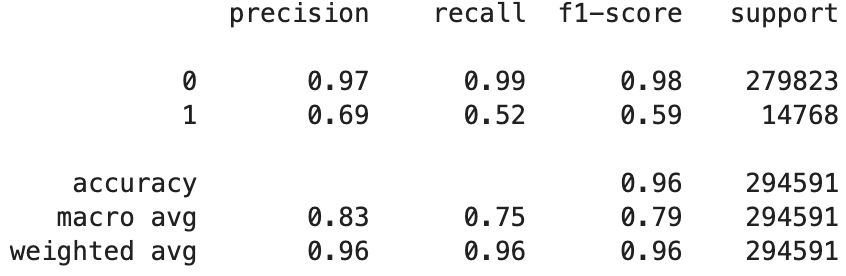 precision recall f1-score support
0 0.97 0.99 0.98 279823
1 0.69 0.52 0.59 14768
accuracy 0.96 294591
macro avg 0.83 0.75 0.79 294591
weighted avg 0.96 0.96 0.96 294591